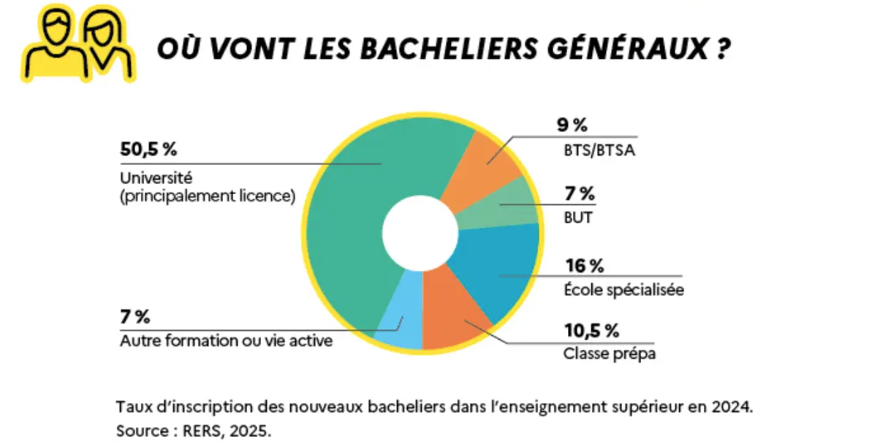 OÙ VONT LES BACHELIERS GÉNÉRAUX ?
50,5 %
Université
(principalement licence)
7 %
Autre formation ou vie active
9 %
BTS/BTSA
7 %
BUT
16 %
École spécialisée
10,5 %
Classe prépa
Taux d’inscription des nouveaux bacheliers dans l’enseignement supérieur en 2024.
Source : RERS, 2025.